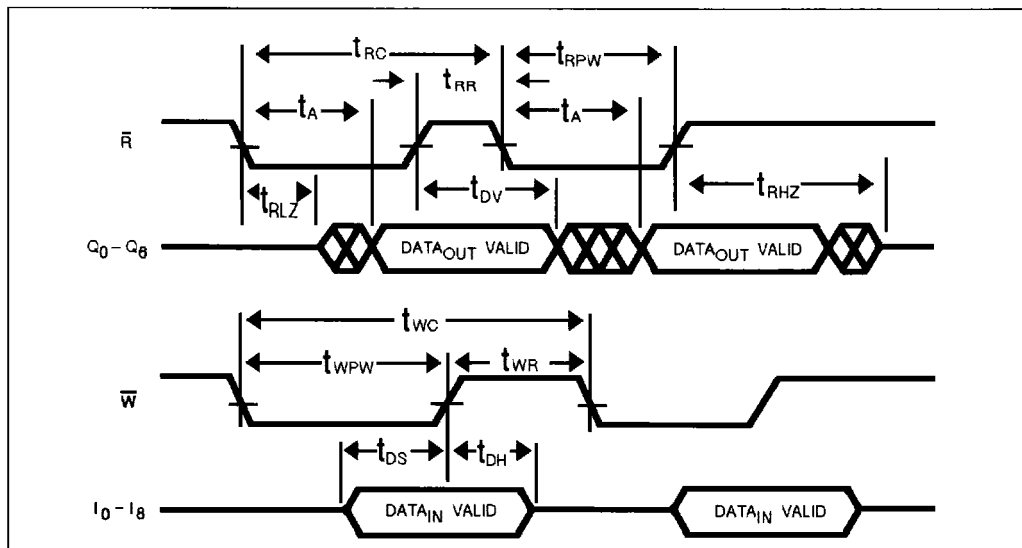 tRC
tRPW
tRR
tA
tA
R̅
tRLZ
tDV
tRHZ
Q0–Q8
DATAOUT VALID
DATAOUT VALID
tWC
tWPW
tWR
W̅
tDS
tDH
I0–I8
DATAIN VALID
DATAIN VALID